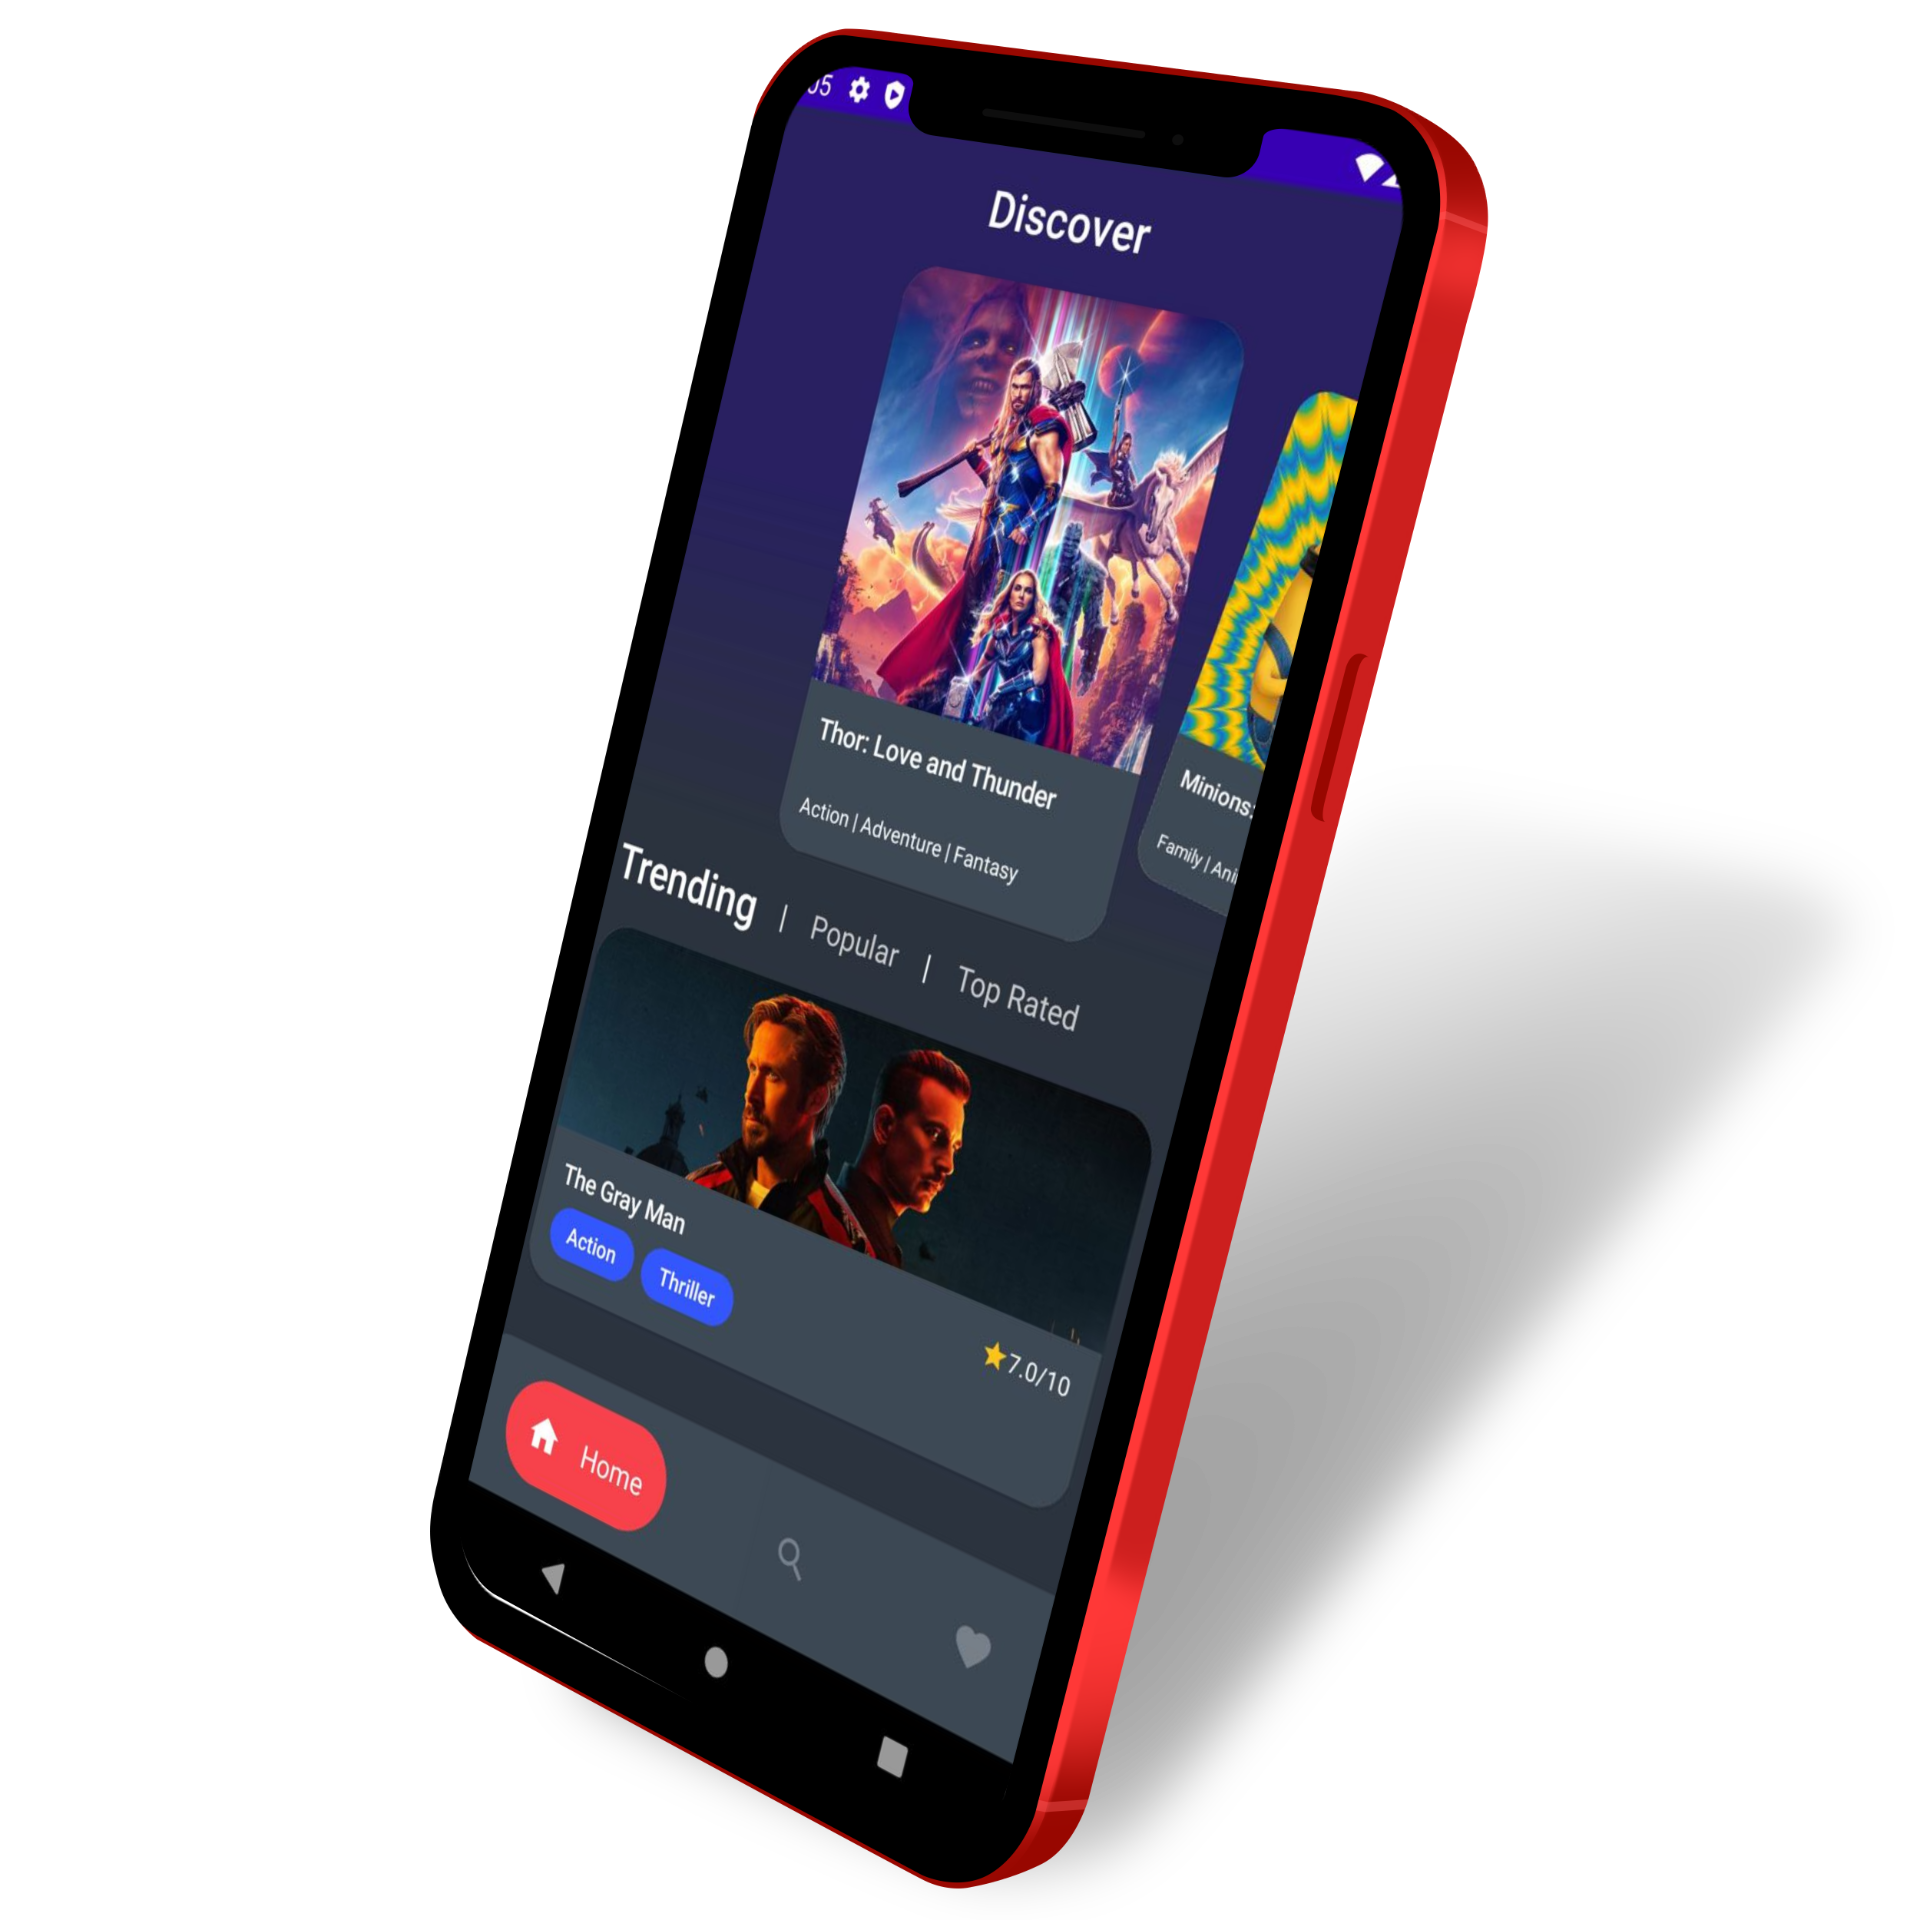 Discover
Thor: Love and Thunder
Action | Adventure | Fantasy
Minions:
Family | Ani
Trending | Popular | Top Rated
The Gray Man
Action Thriller
7.0/10
Home